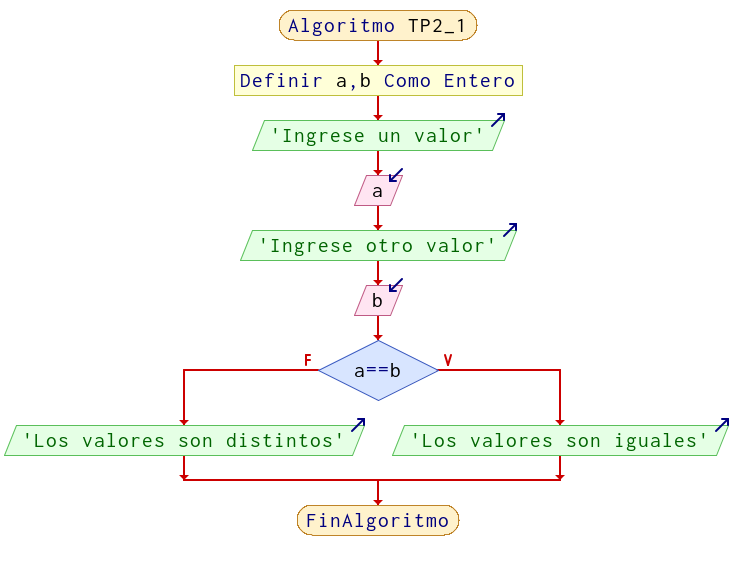 Algoritmo TP2_1
Definir a,b Como Entero
'Ingrese un valor'
a
'Ingrese otro valor'
b
F
V
a==b
'Los valores son distintos'
'Los valores son iguales'
FinAlgoritmo